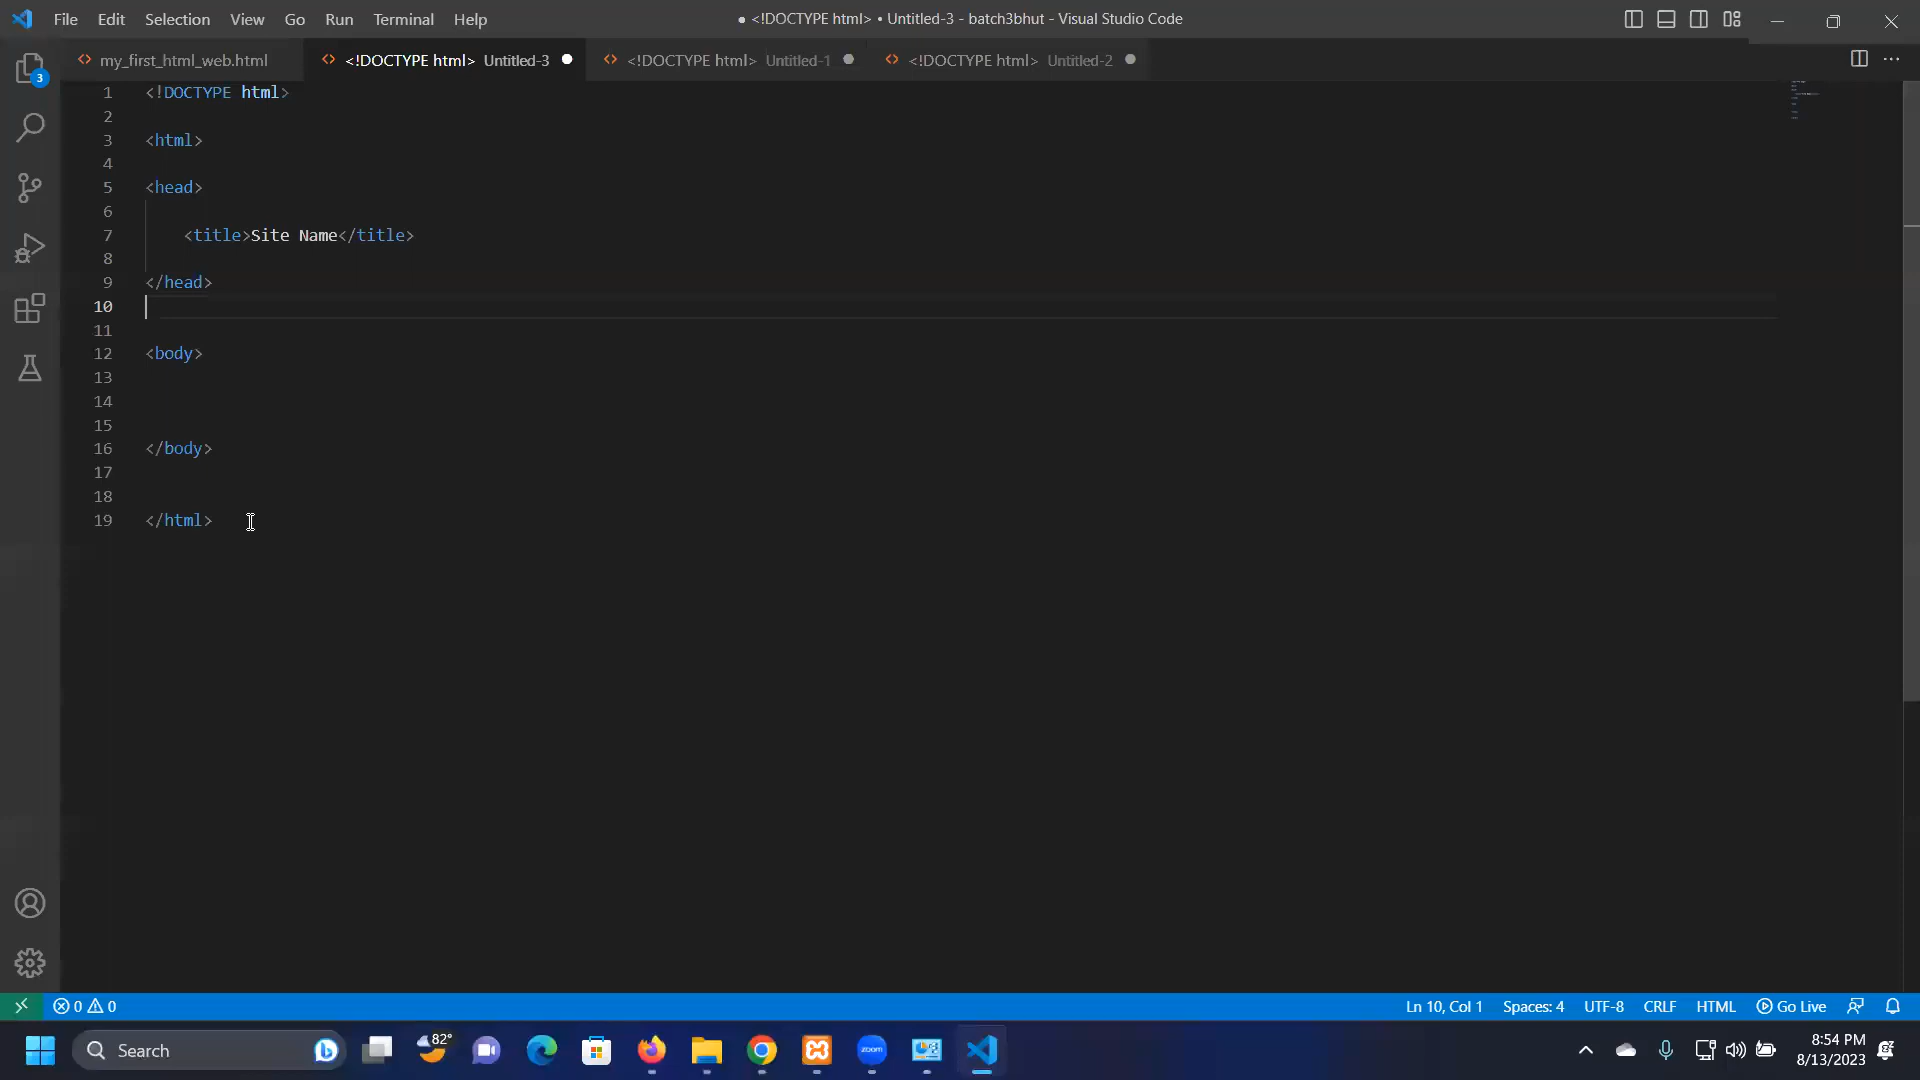 File Edit Selection View Go Run Terminal Help
● <!DOCTYPE html> • Untitled-3 - batch3bhut - Visual Studio Code
my_first_html_web.html
<!DOCTYPE html> Untitled-3
<!DOCTYPE html> Untitled-1
<!DOCTYPE html> Untitled-2
3
1 <!DOCTYPE html>
2
3 <html>
4
5 <head>
6
7 <title>Site Name</title>
8
9 </head>
10
11
12 <body>
13
14
15
16 </body>
17
18
19 </html>
0 0
Ln 10, Col 1 Spaces: 4 UTF-8 CRLF HTML Go Live
Search
82°
zoom
8:54 PM
8/13/2023